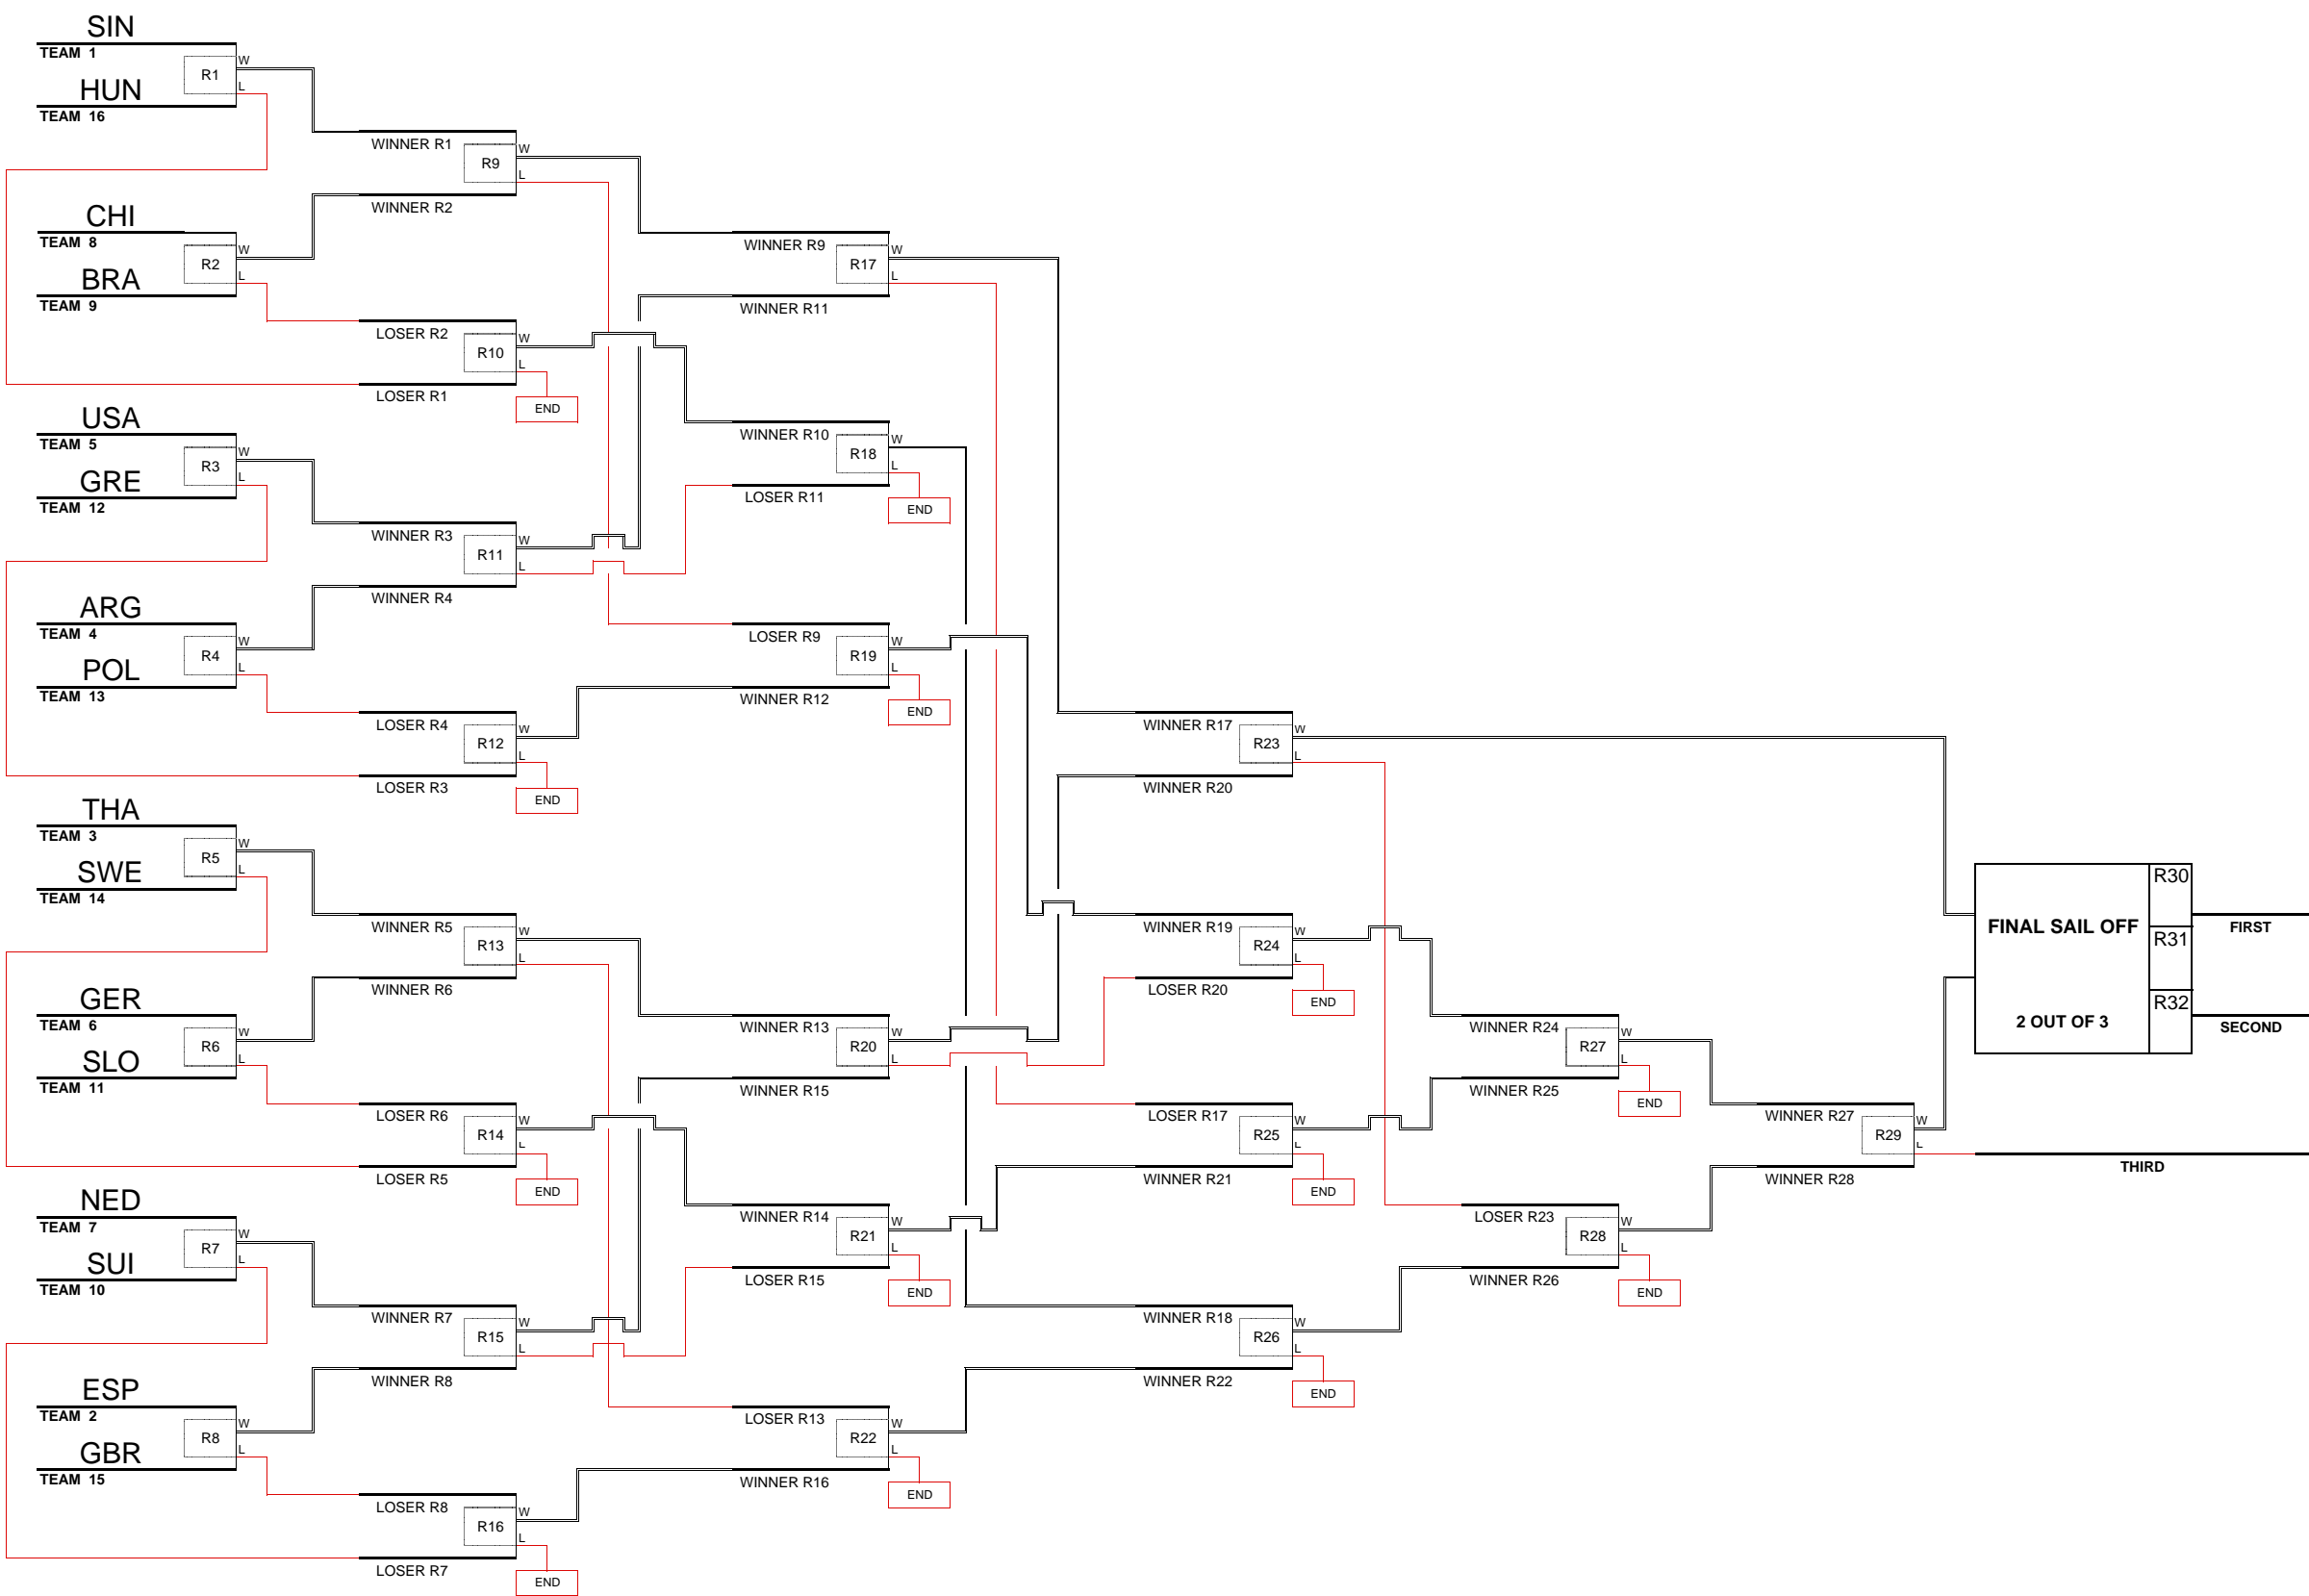 SIN
TEAM 1
R1
W
L
HUN
TEAM 16
CHI
TEAM 8
R2
W
L
BRA
TEAM 9
USA
TEAM 5
R3
W
L
GRE
TEAM 12
ARG
TEAM 4
R4
W
L
POL
TEAM 13
THA
TEAM 3
R5
W
L
SWE
TEAM 14
GER
TEAM 6
R6
W
L
SLO
TEAM 11
NED
TEAM 7
R7
W
L
SUI
TEAM 10
ESP
TEAM 2
R8
W
L
GBR
TEAM 15
WINNER R1
R9
W
L
WINNER R2
LOSER R2
R10
W
L
LOSER R1
END
WINNER R3
R11
W
L
WINNER R4
LOSER R4
R12
W
L
LOSER R3
END
WINNER R5
R13
W
L
WINNER R6
LOSER R6
R14
W
L
LOSER R5
END
WINNER R7
R15
W
L
WINNER R8
LOSER R8
R16
W
L
LOSER R7
END
WINNER R9
R17
W
L
WINNER R11
WINNER R10
R18
W
L
LOSER R11
END
LOSER R9
R19
W
L
WINNER R12
END
WINNER R13
R20
W
L
WINNER R15
WINNER R14
R21
W
L
LOSER R15
END
LOSER R13
R22
W
L
WINNER R16
END
WINNER R17
R23
W
L
WINNER R20
WINNER R19
R24
W
L
LOSER R20
END
LOSER R17
R25
W
L
WINNER R21
END
WINNER R18
R26
W
L
WINNER R22
END
WINNER R24
R27
W
L
WINNER R25
END
LOSER R23
R28
W
L
WINNER R26
END
WINNER R27
R29
W
L
WINNER R28
FINAL SAIL OFF
2 OUT OF 3
R30
R31
R32
FIRST
SECOND
THIRD